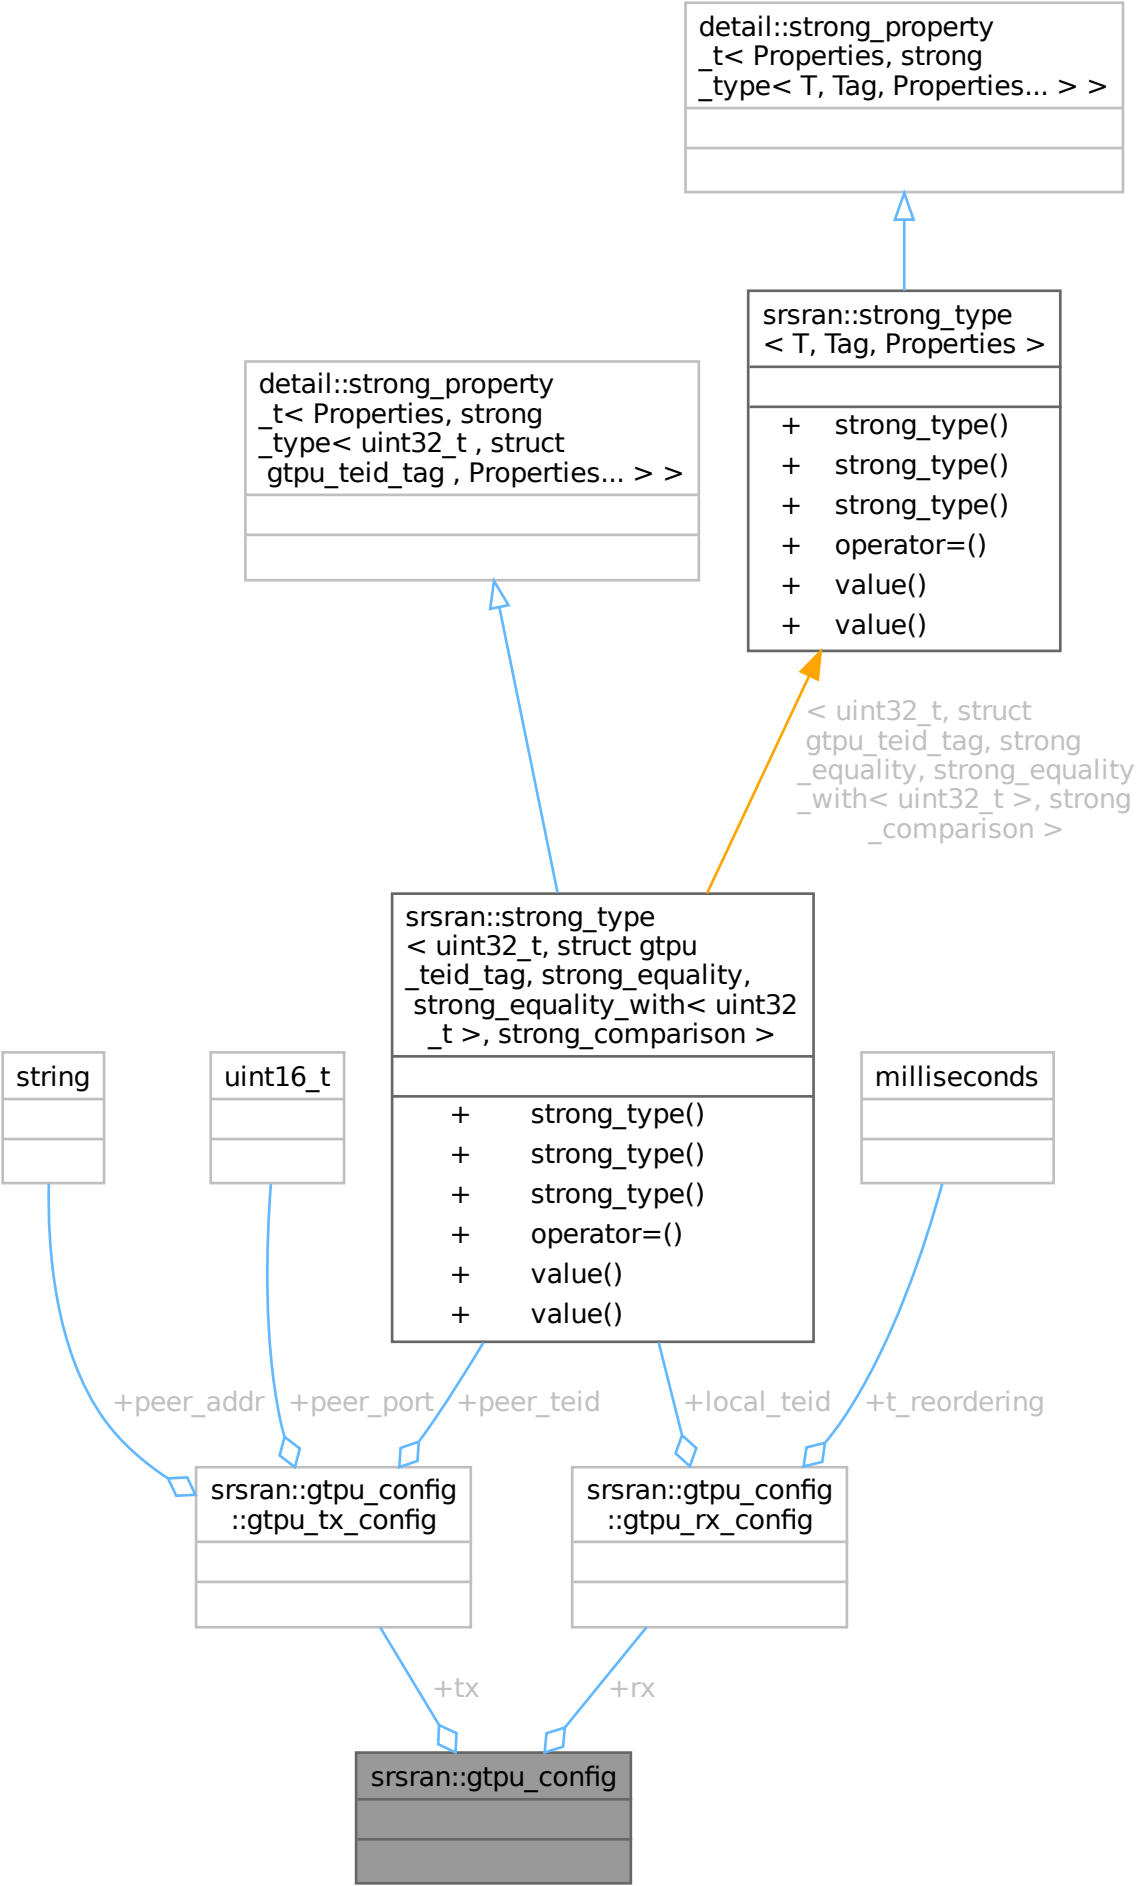 detail::strong_property
_t< Properties, strong
_type< T, Tag, Properties... > >
srsran::strong_type
< T, Tag, Properties >
+ strong_type()
+ strong_type()
+ strong_type()
+ operator=()
+ value()
+ value()
detail::strong_property
_t< Properties, strong
_type< uint32_t , struct
gtpu_teid_tag , Properties... > >
< uint32_t, struct
gtpu_teid_tag, strong
_equality, strong_equality
_with< uint32_t >, strong
_comparison >
srsran::strong_type
< uint32_t, struct gtpu
_teid_tag, strong_equality,
strong_equality_with< uint32
_t >, strong_comparison >
+ strong_type()
+ strong_type()
+ strong_type()
+ operator=()
+ value()
+ value()
string
uint16_t
milliseconds
+peer_addr
+peer_port
+peer_teid
+local_teid
+t_reordering
srsran::gtpu_config
::gtpu_tx_config
srsran::gtpu_config
::gtpu_rx_config
+tx
+rx
srsran::gtpu_config